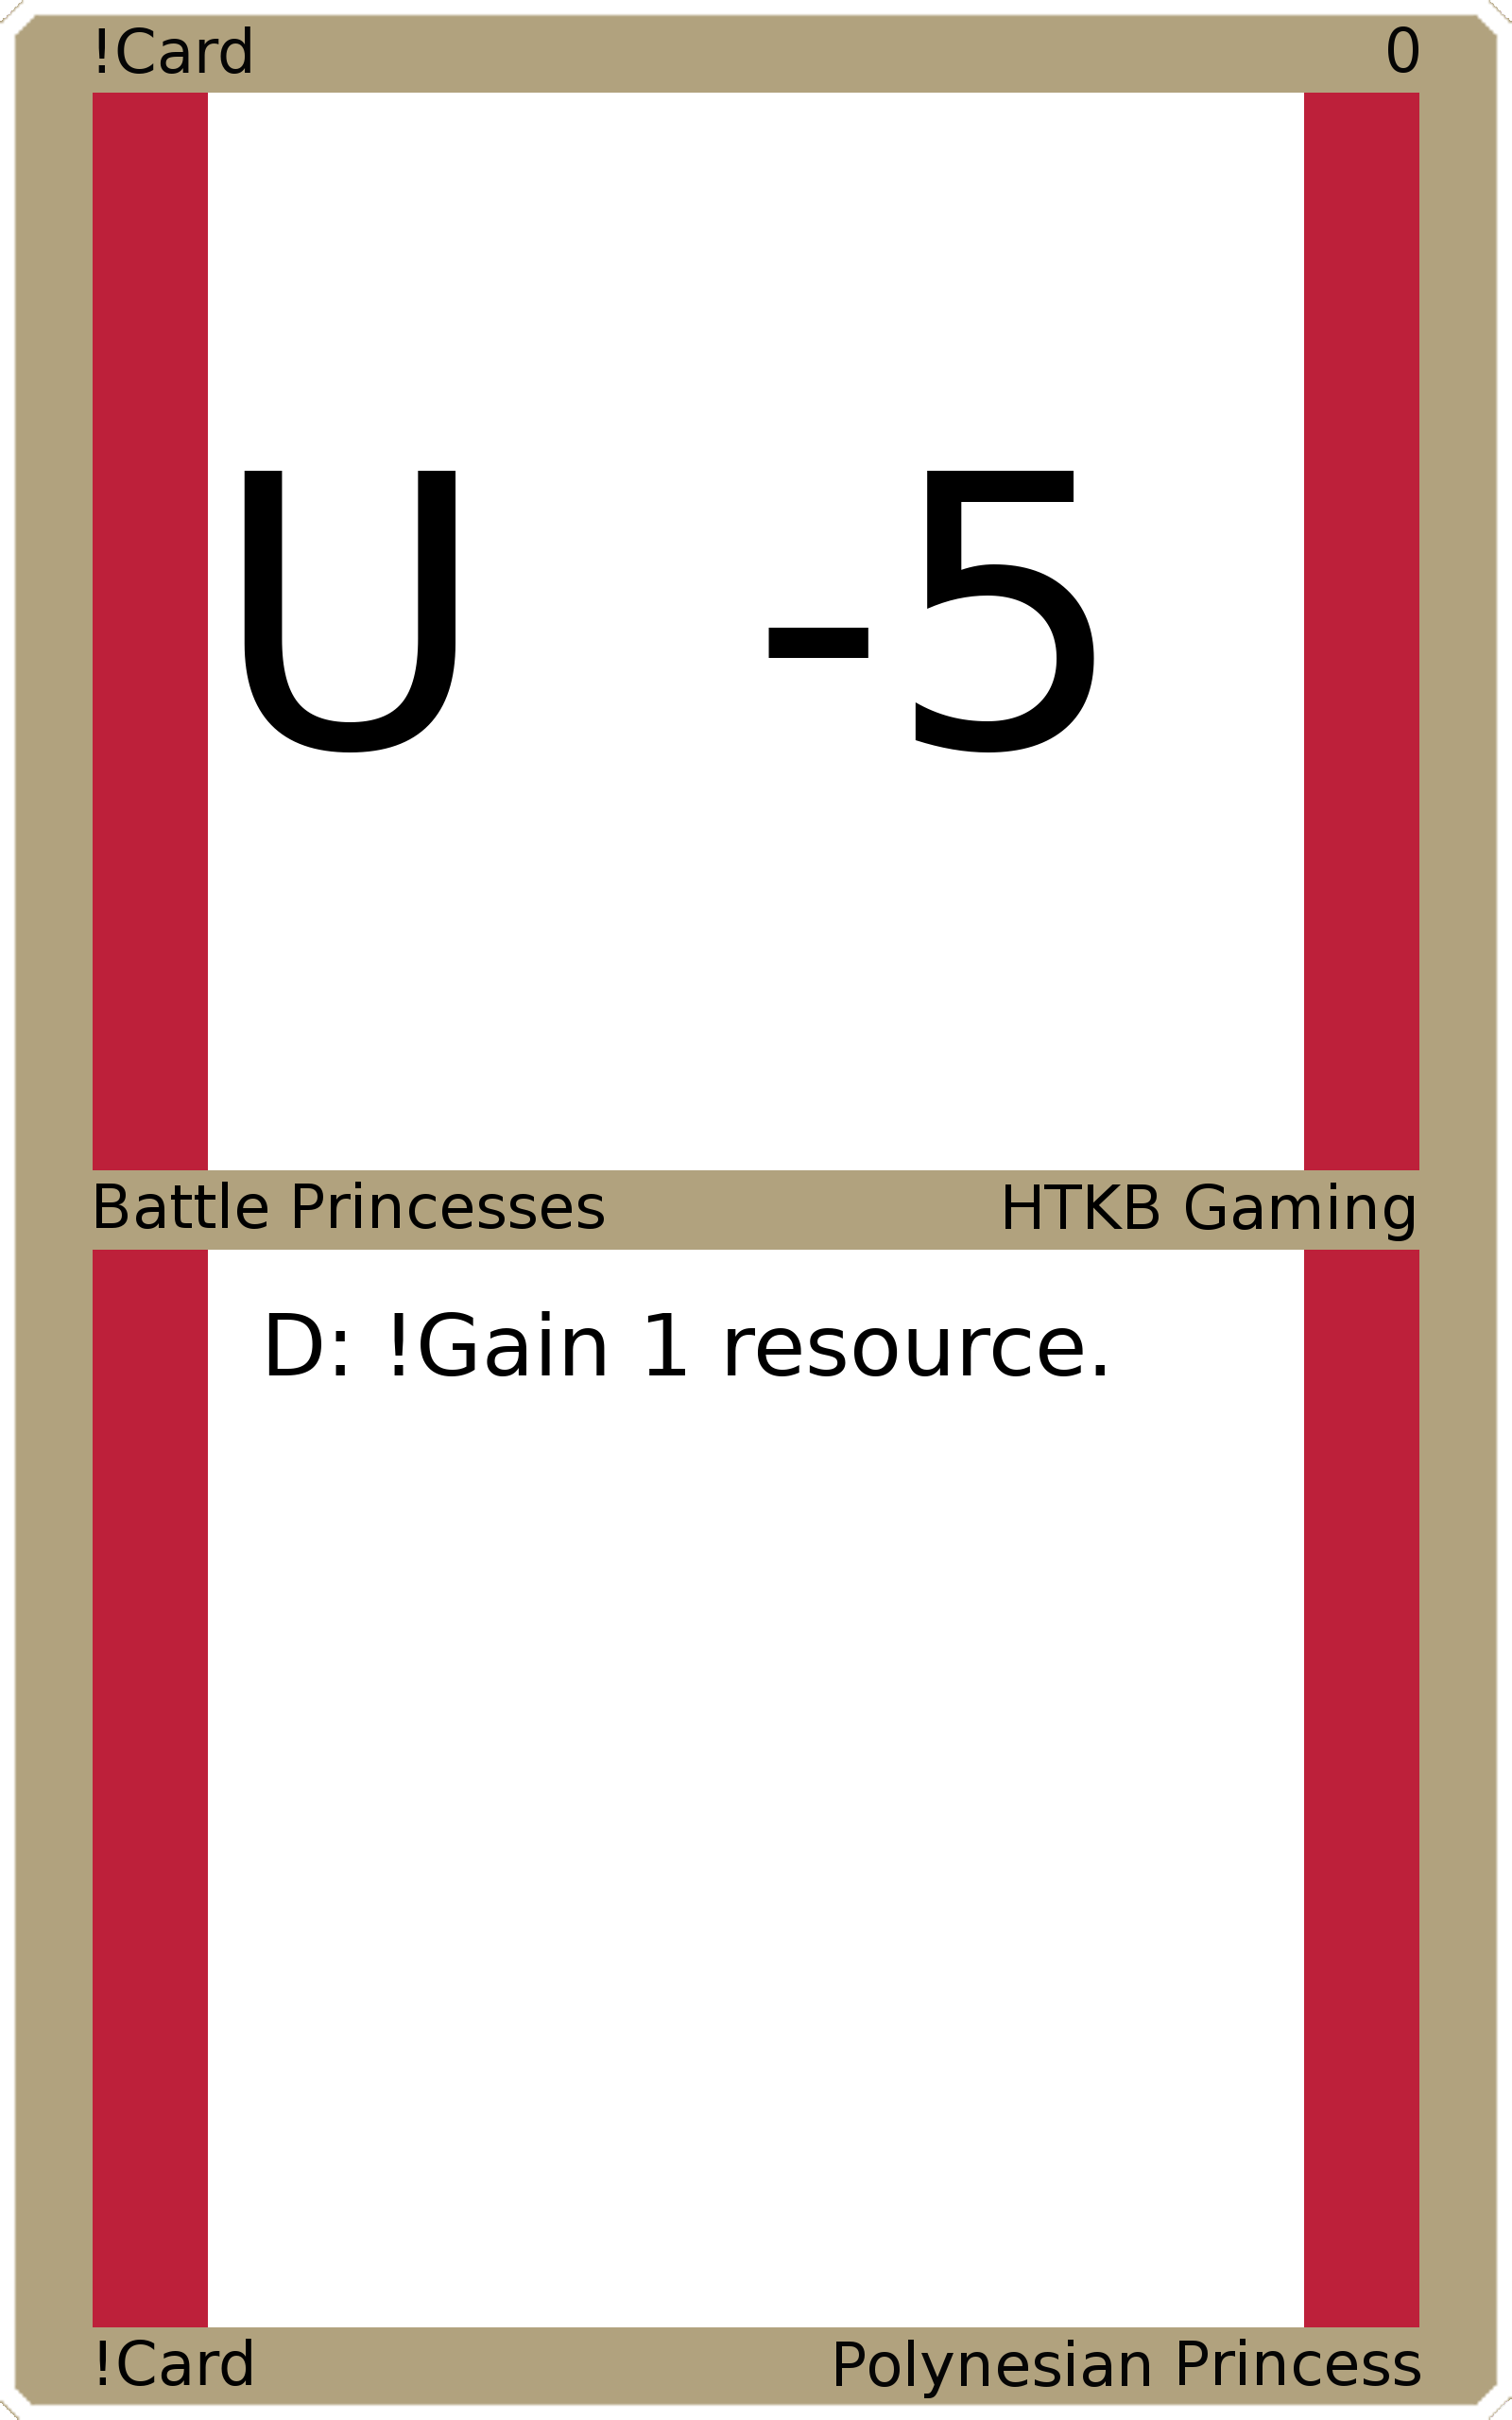 !Card 0
U -5
Battle Princesses HTKB Gaming
D: !Gain 1 resource.
!Card Polynesian Princess